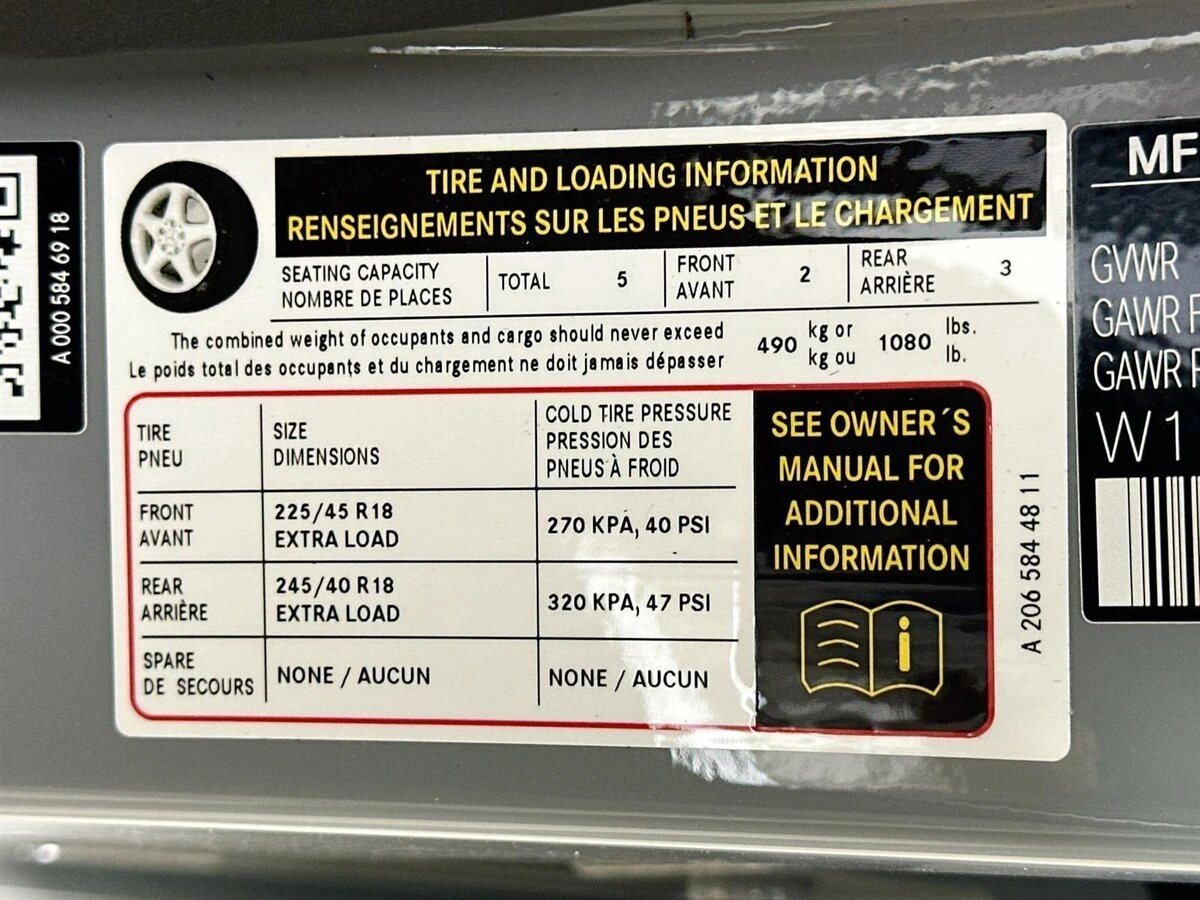 A 000 584 69 18
TIRE AND LOADING INFORMATION
RENSEIGNEMENTS SUR LES PNEUS ET LE CHARGEMENT
SEATING CAPACITY
NOMBRE DE PLACES
TOTAL 5
FRONT
AVANT
2
REAR
ARRIÈRE
3
The combined weight of occupants and cargo should never exceed
Le poids total des occupants et du chargement ne doit jamais dépasser
490 kg or
kg ou
1080 lbs.
lb.
TIRE
PNEU
SIZE
DIMENSIONS
COLD TIRE PRESSURE
PRESSION DES
PNEUS À FROID
FRONT
AVANT
225/45 R18
EXTRA LOAD
270 KPA, 40 PSI
REAR
ARRIÈRE
245/40 R18
EXTRA LOAD
320 KPA, 47 PSI
SPARE
DE SECOURS
NONE / AUCUN
NONE / AUCUN
SEE OWNER´S
MANUAL FOR
ADDITIONAL
INFORMATION
A 206 584 48 11
MF
GVWR
GAWR
GAWR
W1